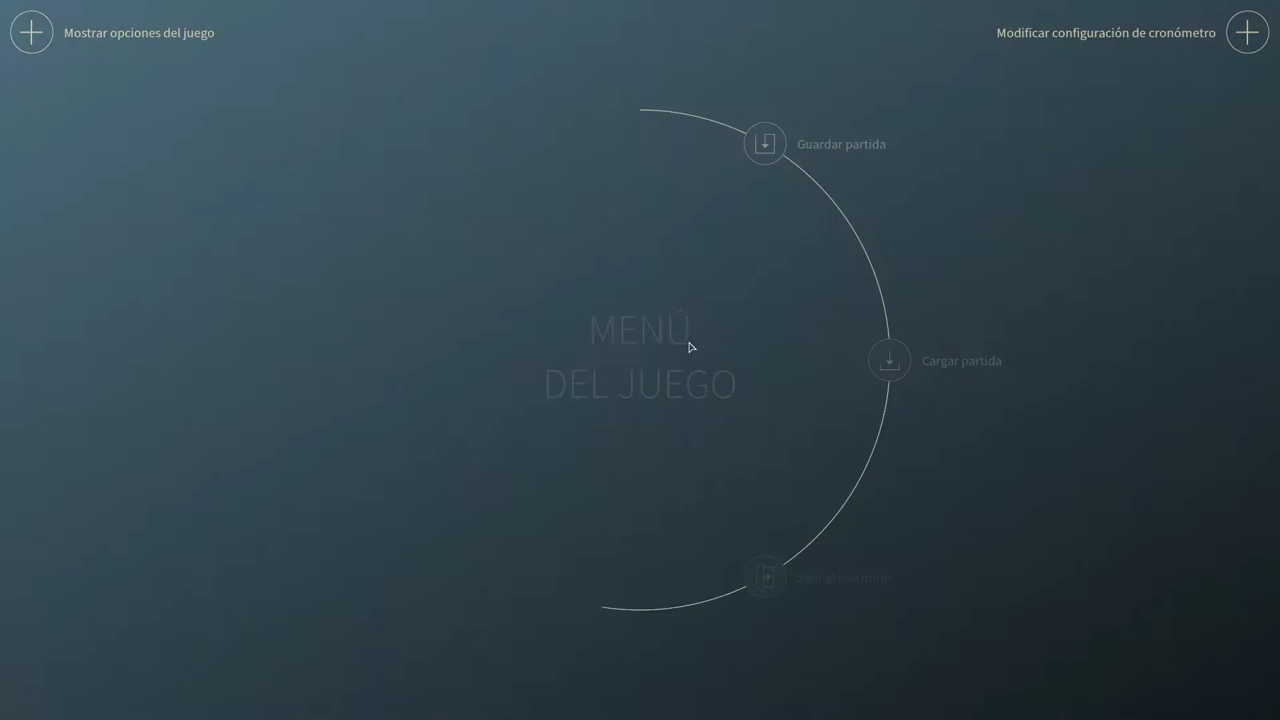 Mostrar opciones del juego
Modificar configuración de cronómetro
Guardar partida
MENÚ
DEL JUEGO
Cargar partida